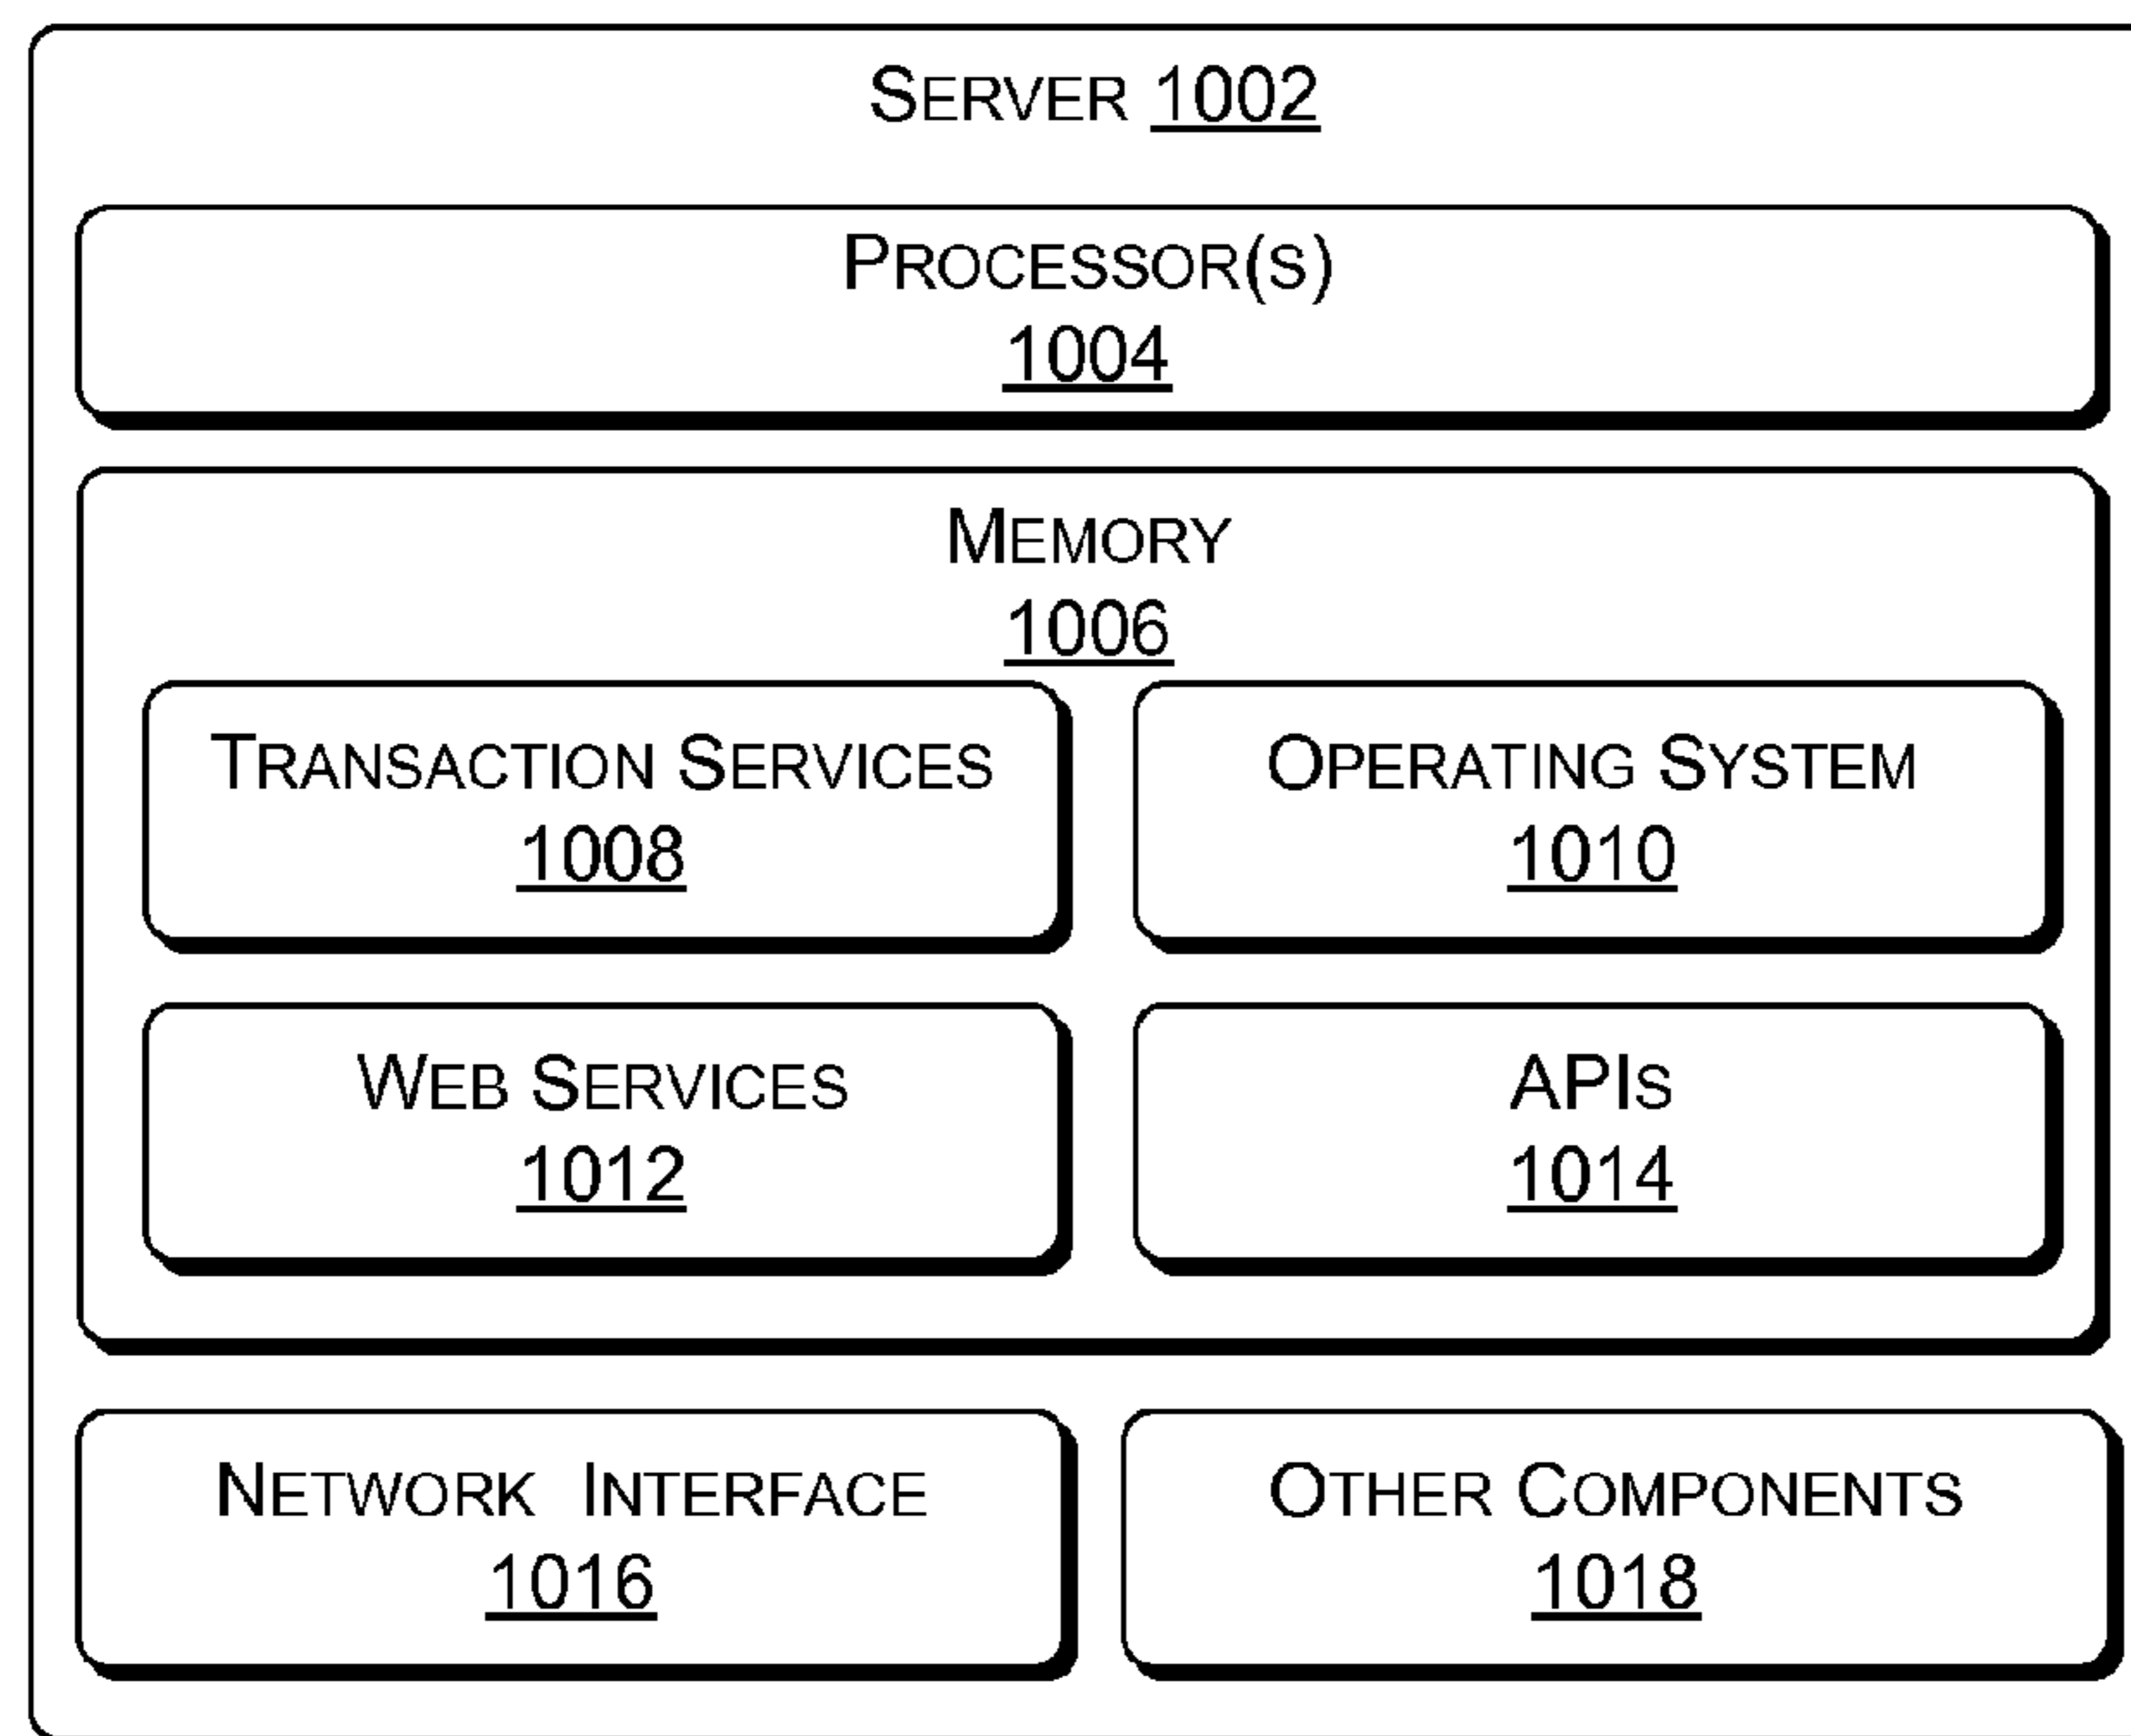 Server 1002
Processor(s)
1004
Memory
1006
Transaction Services
1008
Operating System
1010
Web Services
1012
APIs
1014
Network Interface
1016
Other Components
1018